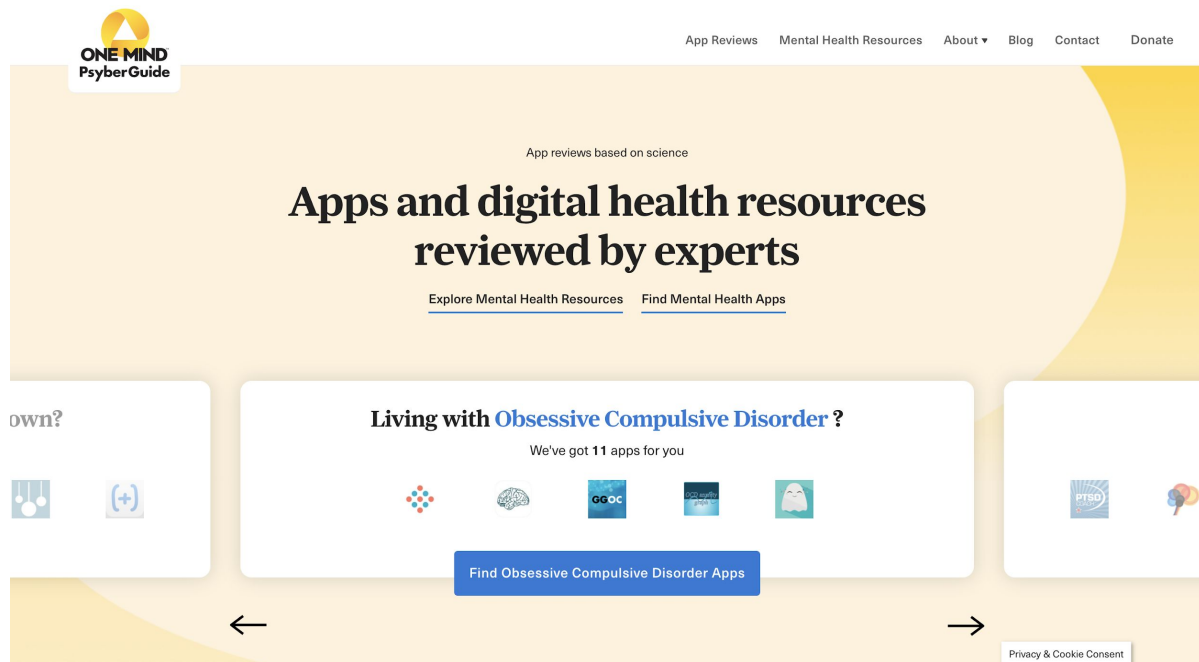 ONE MIND
PsyberGuide
App Reviews Mental Health Resources About ▾ Blog Contact Donate
App reviews based on science
Apps and digital health resources
reviewed by experts
Explore Mental Health Resources Find Mental Health Apps
own?
Living with Obsessive Compulsive Disorder ?
We've got 11 apps for you
GGOC
PTSD
Find Obsessive Compulsive Disorder Apps
Privacy & Cookie Consent